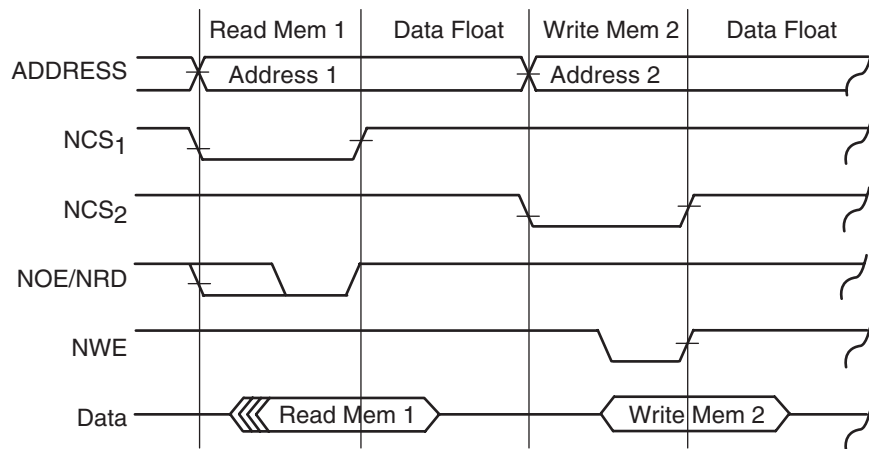 Read Mem 1 Data Float Write Mem 2 Data Float
ADDRESS Address 1 Address 2
NCS1
NCS2
NOE/NRD
NWE
Data Read Mem 1 Write Mem 2